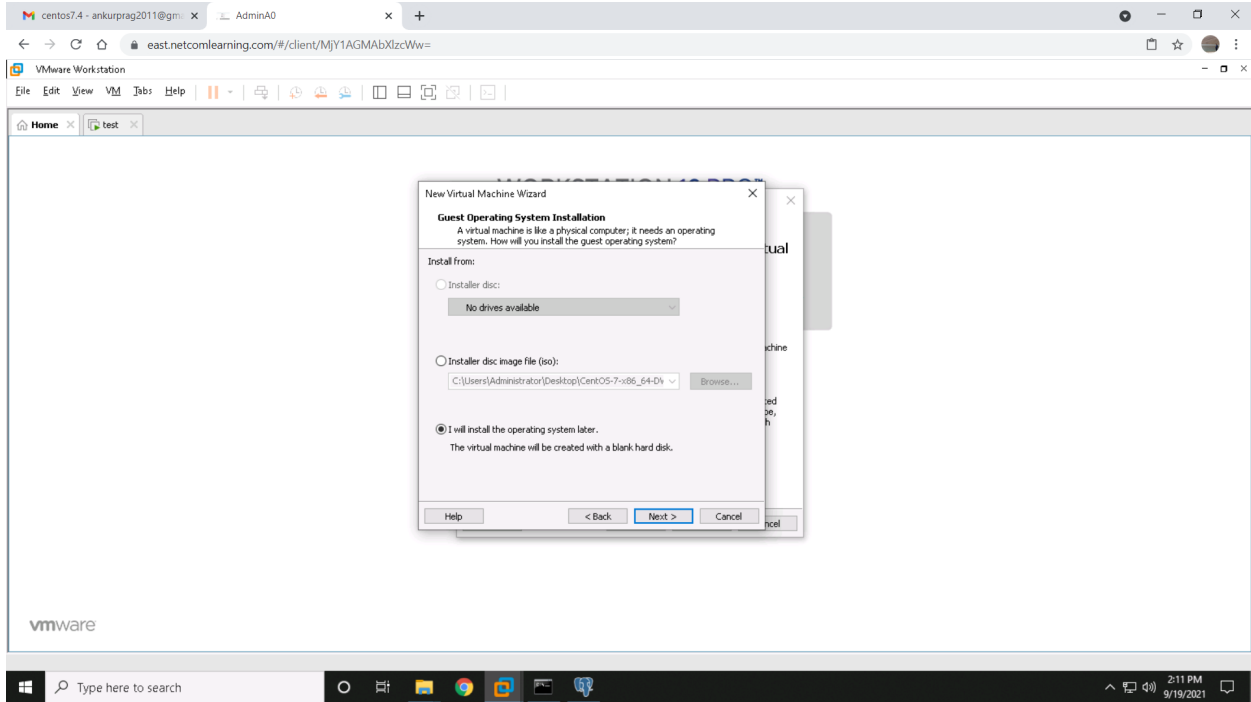 centos7.4 - ankurprag2011@gma
AdminA0
east.netcomlearning.com/#/client/MjY1AGMAbXlzcWw=
VMware Workstation
File Edit View VM Tabs Help
Home
test
New Virtual Machine Wizard
Guest Operating System Installation
A virtual machine is like a physical computer; it needs an operating
system. How will you install the guest operating system?
tual
Install from:
Installer disc:
No drives available
achine
Installer disc image file (iso):
C:\Users\Administrator\Desktop\CentOS-7-x86_64-DV
Browse...
I will install the operating system later.
The virtual machine will be created with a blank hard disk.
Help
< Back
Next >
Cancel
ncel
vmware
Type here to search
2:11 PM
9/19/2021